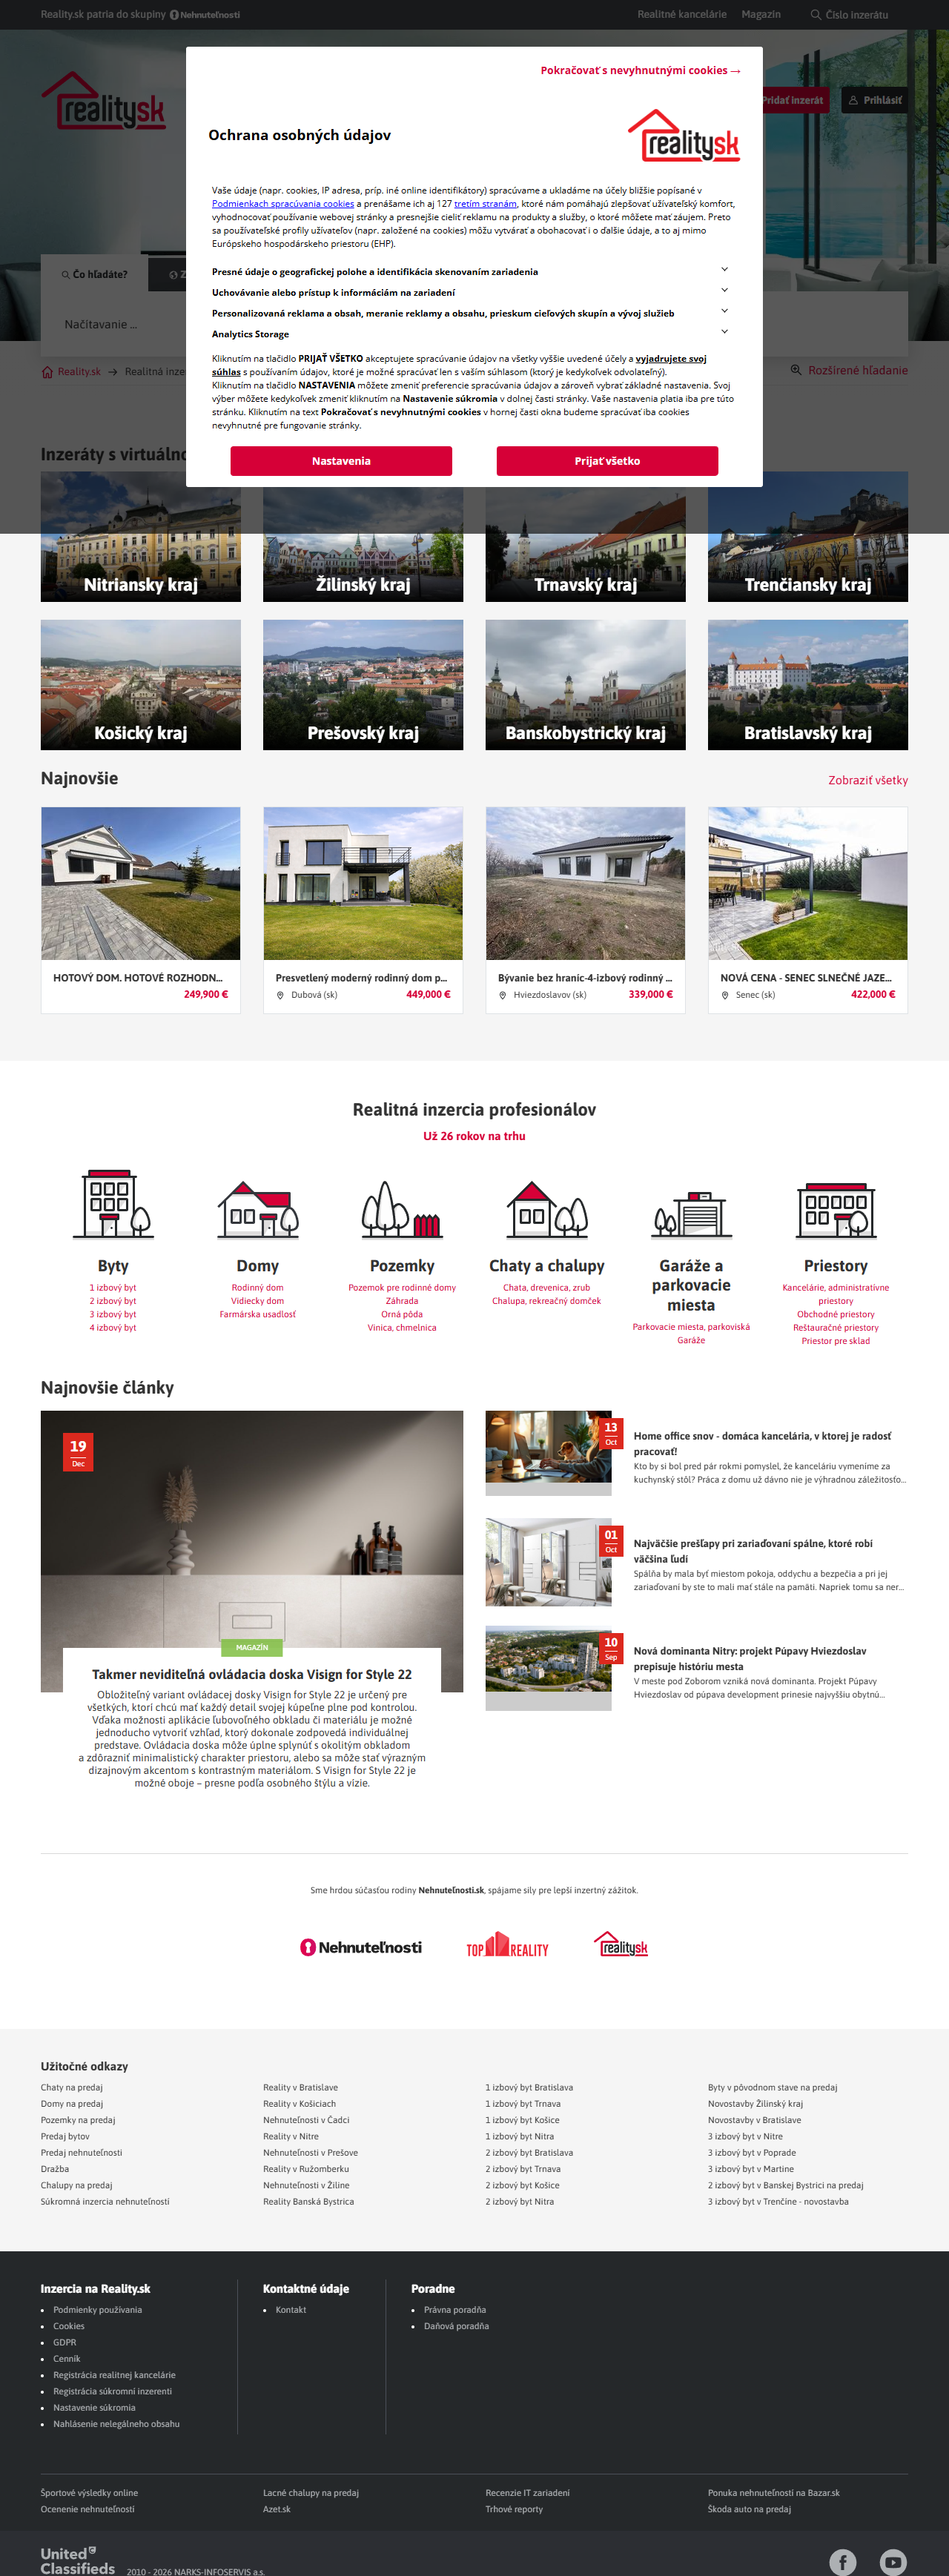 Reality.sk patria do skupiny Nehnuteľnosti
Realitné kancelárie Magazín Číslo inzerátu
Pokračovať s nevyhnutnými cookies →
realitysk
Pridať inzerát Prihlásiť
Ochrana osobných údajov
realitysk
Vaše údaje (napr. cookies, IP adresa, príp. iné online identifikátory) spracúvame a ukladáme na účely bližšie popísané v
Podmienkach spracúvania cookies a prenášame ich aj 127 tretím stranám, ktoré nám pomáhajú zlepšovať užívateľský komfort,
vyhodnocovať používanie webovej stránky a presnejšie cieliť reklamu na produkty a služby, o ktoré môžete mať záujem. Preto
sa používateľské profily užívateľov (napr. založené na cookies) môžu vytvárať a obohacovať i o ďalšie údaje, a to aj mimo
Európskeho hospodárskeho priestoru (EHP).
Čo hľadáte?
Presné údaje o geografickej polohe a identifikácia skenovaním zariadenia
Uchovávanie alebo prístup k informáciám na zariadení
Personalizovaná reklama a obsah, meranie reklamy a obsahu, prieskum cieľových skupín a vývoj služieb
Načítavanie ...
Analytics Storage
Kliknutím na tlačidlo PRIJAŤ VŠETKO akceptujete spracúvanie údajov na všetky vyššie uvedené účely a vyjadrujete svoj
súhlas s používaním údajov, ktoré je možné spracúvať len s vaším súhlasom (ktorý je kedykoľvek odvolateľný).
Kliknutím na tlačidlo NASTAVENIA môžete zmeniť preferencie spracúvania údajov a zároveň vybrať základné nastavenia. Svoj
výber môžete kedykoľvek zmeniť kliknutím na Nastavenie súkromia v dolnej časti stránky. Vaše nastavenia platia iba pre túto
stránku. Kliknutím na text Pokračovať s nevyhnutnými cookies v hornej časti okna budeme spracúvať iba cookies
nevyhnutné pre fungovanie stránky.
Reality.sk → Realitná inzer
Rozšírené hľadanie
Inzeráty s virtuálno
Nastavenia Prijať všetko
Nitriansky kraj Žilinský kraj Trnavský kraj Trenčiansky kraj
Košický kraj Prešovský kraj Banskobystrický kraj Bratislavský kraj
Najnovšie Zobraziť všetky
HOTOVÝ DOM. HOTOVÉ ROZHODN...
249,900 €
Presvetlený moderný rodinný dom p...
Dubová (sk) 449,000 €
Bývanie bez hraníc-4-izbový rodinný ...
Hviezdoslavov (sk) 339,000 €
NOVÁ CENA - SENEC SLNEČNÉ JAZE...
Senec (sk) 422,000 €
Realitná inzercia profesionálov
Už 26 rokov na trhu
Byty
1 izbový byt
2 izbový byt
3 izbový byt
4 izbový byt
Domy
Rodinný dom
Vidiecky dom
Farmárska usadlosť
Pozemky
Pozemok pre rodinné domy
Záhrada
Orná pôda
Vinica, chmelnica
Chaty a chalupy
Chata, drevenica, zrub
Chalupa, rekreačný domček
Garáže a
parkovacie
miesta
Parkovacie miesta, parkoviská
Garáže
Priestory
Kancelárie, administratívne
priestory
Obchodné priestory
Reštauračné priestory
Priestor pre sklad
Najnovšie články
19
Dec
MAGAZÍN
Takmer neviditeľná ovládacia doska Visign for Style 22
Obložiteľný variant ovládacej dosky Visign for Style 22 je určený pre
všetkých, ktorí chcú mať každý detail svojej kúpeľne plne pod kontrolou.
Vďaka možnosti aplikácie ľubovoľného obkladu či materiálu je možné
jednoducho vytvoriť vzhľad, ktorý dokonale zodpovedá individuálnej
predstave. Ovládacia doska môže úplne splynúť s okolitým obkladom
a zdôrazniť minimalistický charakter priestoru, alebo sa môže stať výrazným
dizajnovým akcentom s kontrastným materiálom. S Visign for Style 22 je
možné oboje – presne podľa osobného štýlu a vízie.
13
Oct
Home office snov - domáca kancelária, v ktorej je radosť
pracovať!
Kto by si bol pred pár rokmi pomyslel, že kanceláriu vymeníme za
kuchynský stôl? Práca z domu už dávno nie je výhradnou záležitosťo...
01
Oct
Najväčšie prešľapy pri zariaďovaní spálne, ktoré robí
väčšina ľudí
Spálňa by mala byť miestom pokoja, oddychu a bezpečia a pri jej
zariaďovaní by ste to mali mať stále na pamäti. Napriek tomu sa ner...
10
Sep
Nová dominanta Nitry: projekt Púpavy Hviezdoslav
prepisuje históriu mesta
V meste pod Zoborom vzniká nová dominanta. Projekt Púpavy
Hviezdoslav od púpava development prinesie najvyššiu obytnú...
Sme hrdou súčasťou rodiny Nehnuteľnosti.sk, spájame sily pre lepší inzertný zážitok.
Nehnuteľnosti TOP REALITY realitysk
Užitočné odkazy
Chaty na predaj
Domy na predaj
Pozemky na predaj
Predaj bytov
Predaj nehnuteľností
Dražba
Chalupy na predaj
Súkromná inzercia nehnuteľností
Reality v Bratislave
Reality v Košiciach
Nehnuteľnosti v Čadci
Reality v Nitre
Nehnuteľnosti v Prešove
Reality v Ružomberku
Nehnuteľnosti v Žiline
Reality Banská Bystrica
1 izbový byt Bratislava
1 izbový byt Trnava
1 izbový byt Košice
1 izbový byt Nitra
2 izbový byt Bratislava
2 izbový byt Trnava
2 izbový byt Košice
2 izbový byt Nitra
Byty v pôvodnom stave na predaj
Novostavby Žilinský kraj
Novostavby v Bratislave
3 izbový byt v Nitre
3 izbový byt v Poprade
3 izbový byt v Martine
2 izbový byt v Banskej Bystrici na predaj
3 izbový byt v Trenčíne - novostavba
Inzercia na Reality.sk
Podmienky používania
Cookies
GDPR
Cenník
Registrácia realitnej kancelárie
Registrácia súkromní inzerenti
Nastavenie súkromia
Nahlásenie nelegálneho obsahu
Kontaktné údaje
Kontakt
Poradne
Právna poradňa
Daňová poradňa
Športové výsledky online
Ocenenie nehnuteľností
Lacné chalupy na predaj
Azet.sk
Recenzie IT zariadení
Trhové reporty
Ponuka nehnuteľností na Bazar.sk
Škoda auto na predaj
United
Classifieds
2010 - 2026 NARKS-INFOSERVIS a.s.